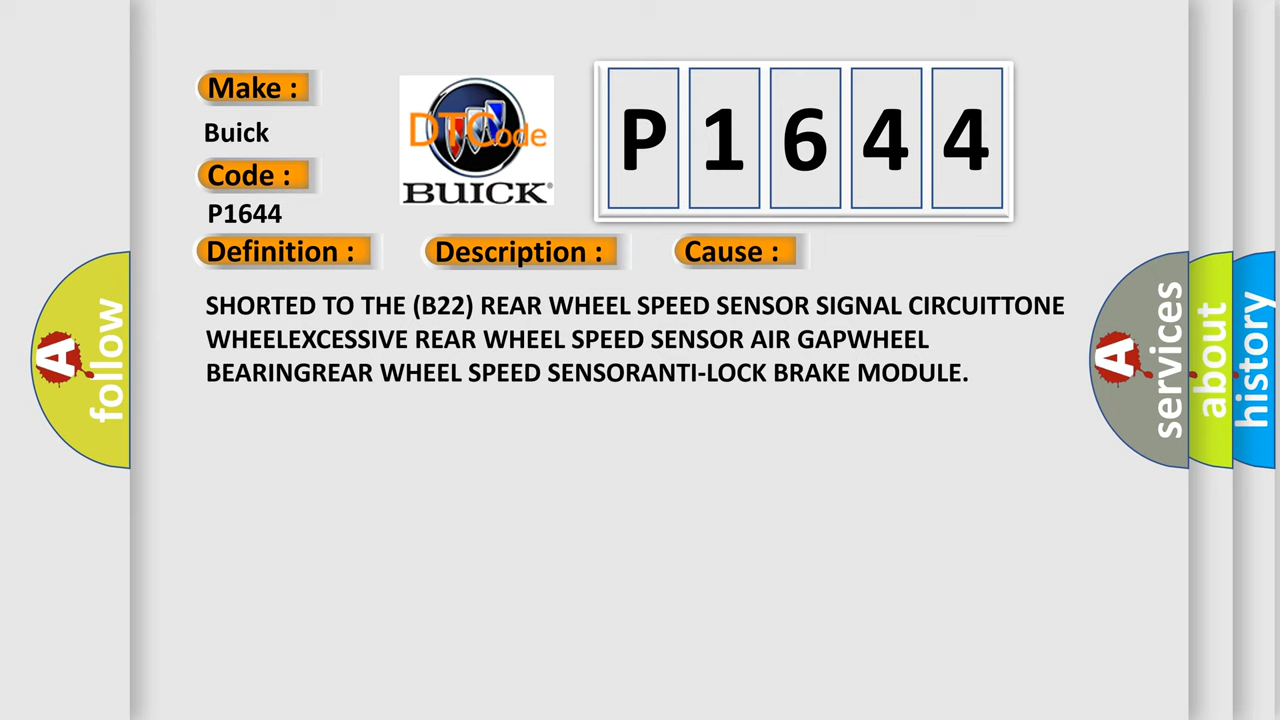 Make :
Buick
Code :
P1644
DTCode
BUICK
P 1 6 4 4
Definition : Description : Cause :
SHORTED TO THE (B22) REAR WHEEL SPEED SENSOR SIGNAL CIRCUITTONE
WHEELEXCESSIVE REAR WHEEL SPEED SENSOR AIR GAPWHEEL
BEARINGREAR WHEEL SPEED SENSORANTI-LOCK BRAKE MODULE.
A
follow
A
services
about
history